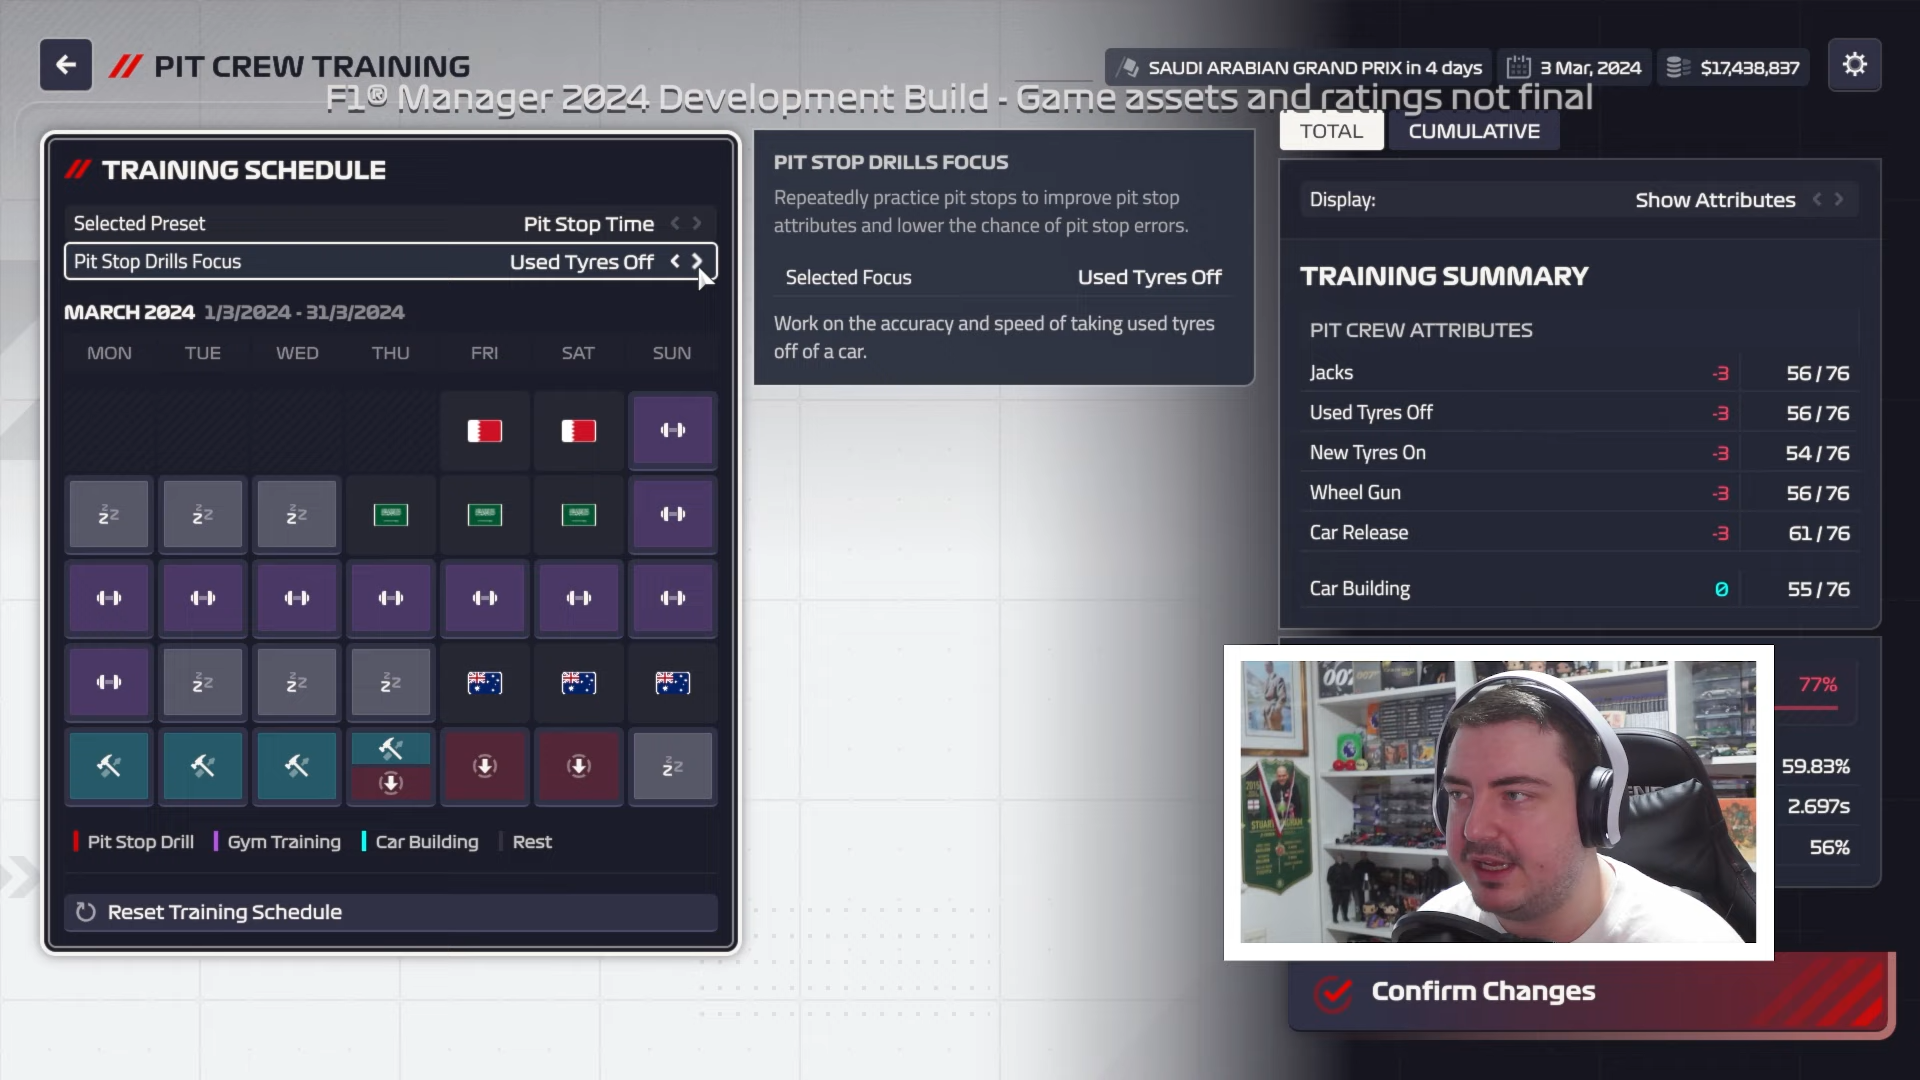 PIT CREW TRAINING
SAUDI ARABIAN GRAND PRIX in 4 days
3 Mar, 2024
$17,438,837
F1® Manager 2024 Development Build - Game assets and ratings not final
TRAINING SCHEDULE
Selected Preset
Pit Stop Time
Pit Stop Drills Focus
Used Tyres Off
MARCH 2024 1/3/2024 - 31/3/2024
MON TUE WED THU FRI SAT SUN
Pit Stop Drill
Gym Training
Car Building
Rest
Reset Training Schedule
PIT STOP DRILLS FOCUS
Repeatedly practice pit stops to improve pit stop
attributes and lower the chance of pit stop errors.
Selected Focus
Used Tyres Off
Work on the accuracy and speed of taking used tyres
off of a car.
TOTAL
CUMULATIVE
Display:
Show Attributes
TRAINING SUMMARY
PIT CREW ATTRIBUTES
Jacks -3 56 / 76
Used Tyres Off -3 56 / 76
New Tyres On -3 54 / 76
Wheel Gun -3 56 / 76
Car Release -3 61 / 76
Car Building 0 55 / 76
77%
59.83%
2.697s
56%
007
Confirm Changes